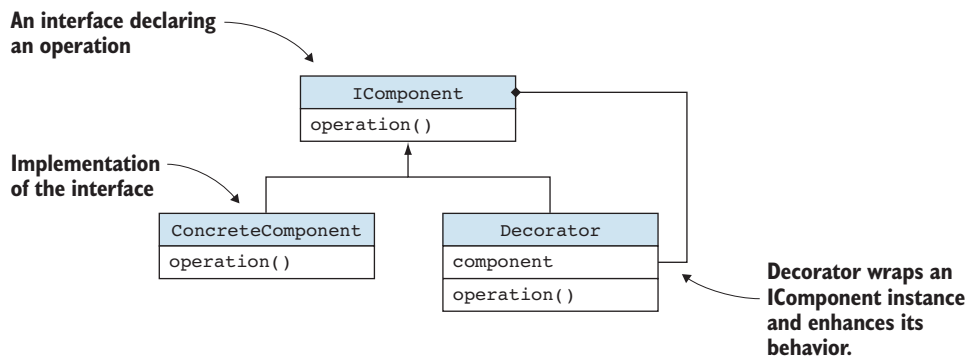 An interface declaring
an operation
IComponent
operation()
Implementation
of the interface
ConcreteComponent
operation()
Decorator
component
operation()
Decorator wraps an
IComponent instance
and enhances its
behavior.